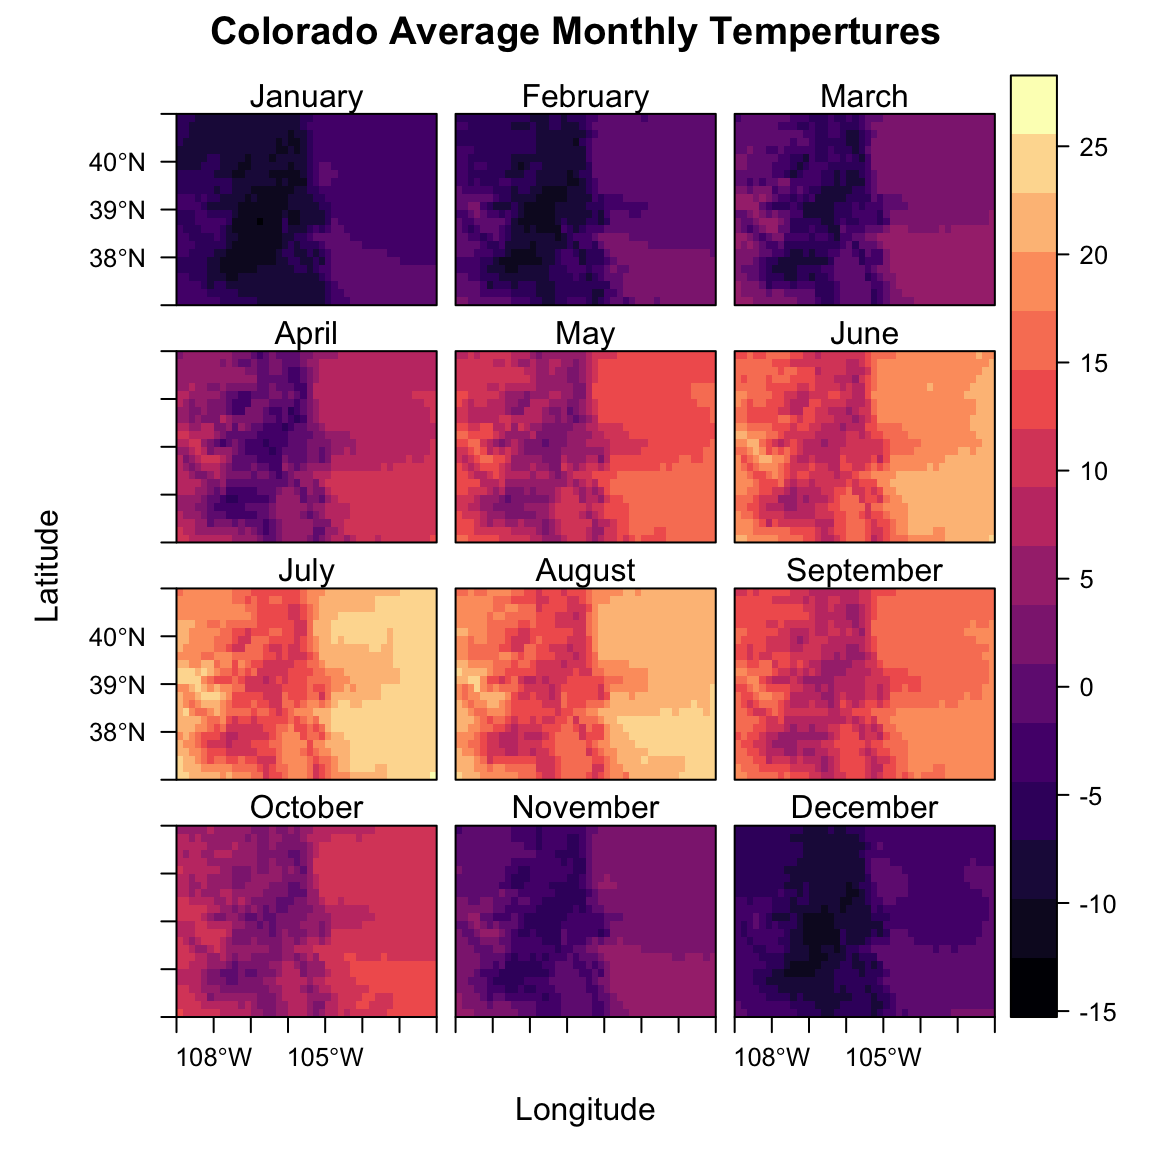 Colorado Average Monthly Tempertures
January February March
40°N
39°N
38°N
April May June
July August September
40°N
39°N
38°N
October November December
108°W 105°W 108°W 105°W
Longitude
Latitude
25
20
15
10
5
0
-5
-10
-15